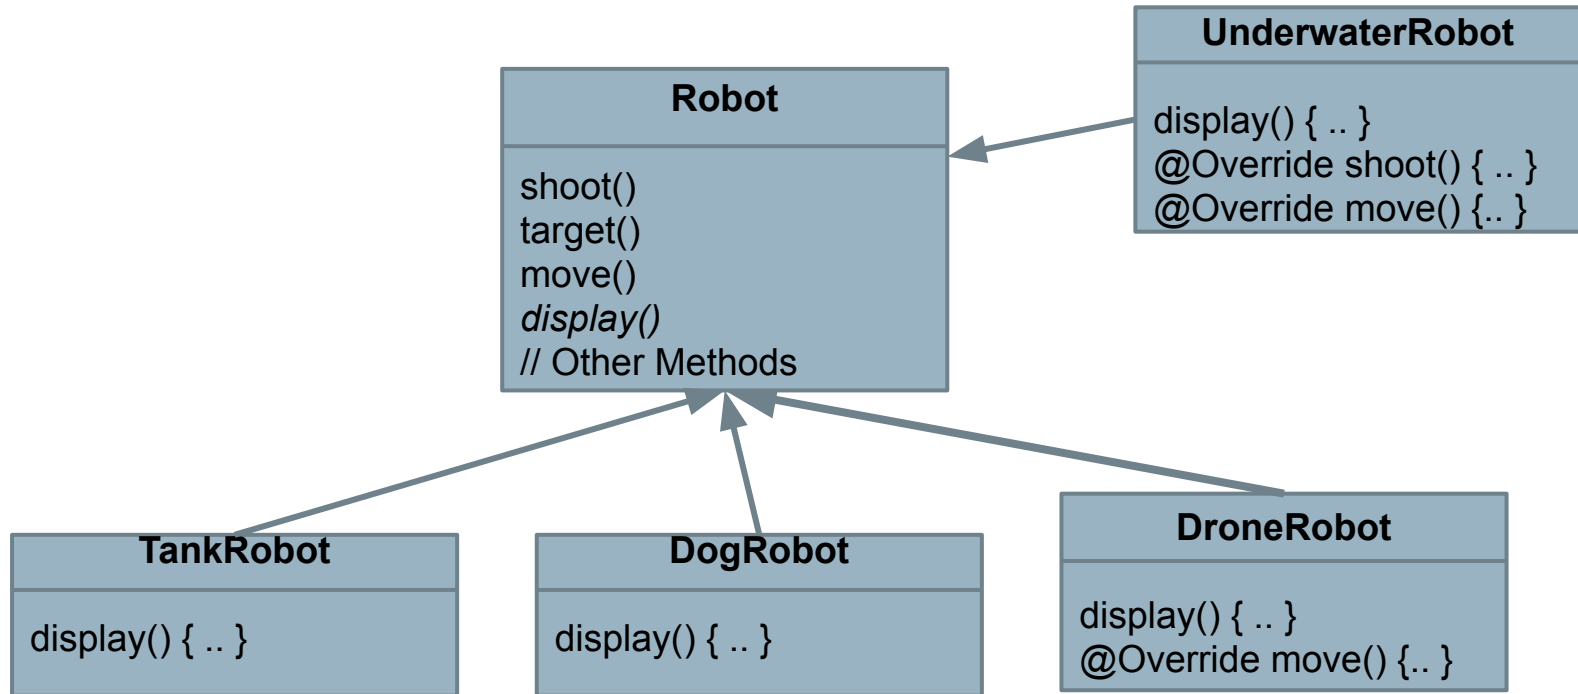 UnderwaterRobot
display() { .. }
@Override shoot() { .. }
@Override move() {.. }
Robot
shoot()
target()
move()
display()
// Other Methods
TankRobot
display() { .. }
DogRobot
display() { .. }
DroneRobot
display() { .. }
@Override move() {.. }